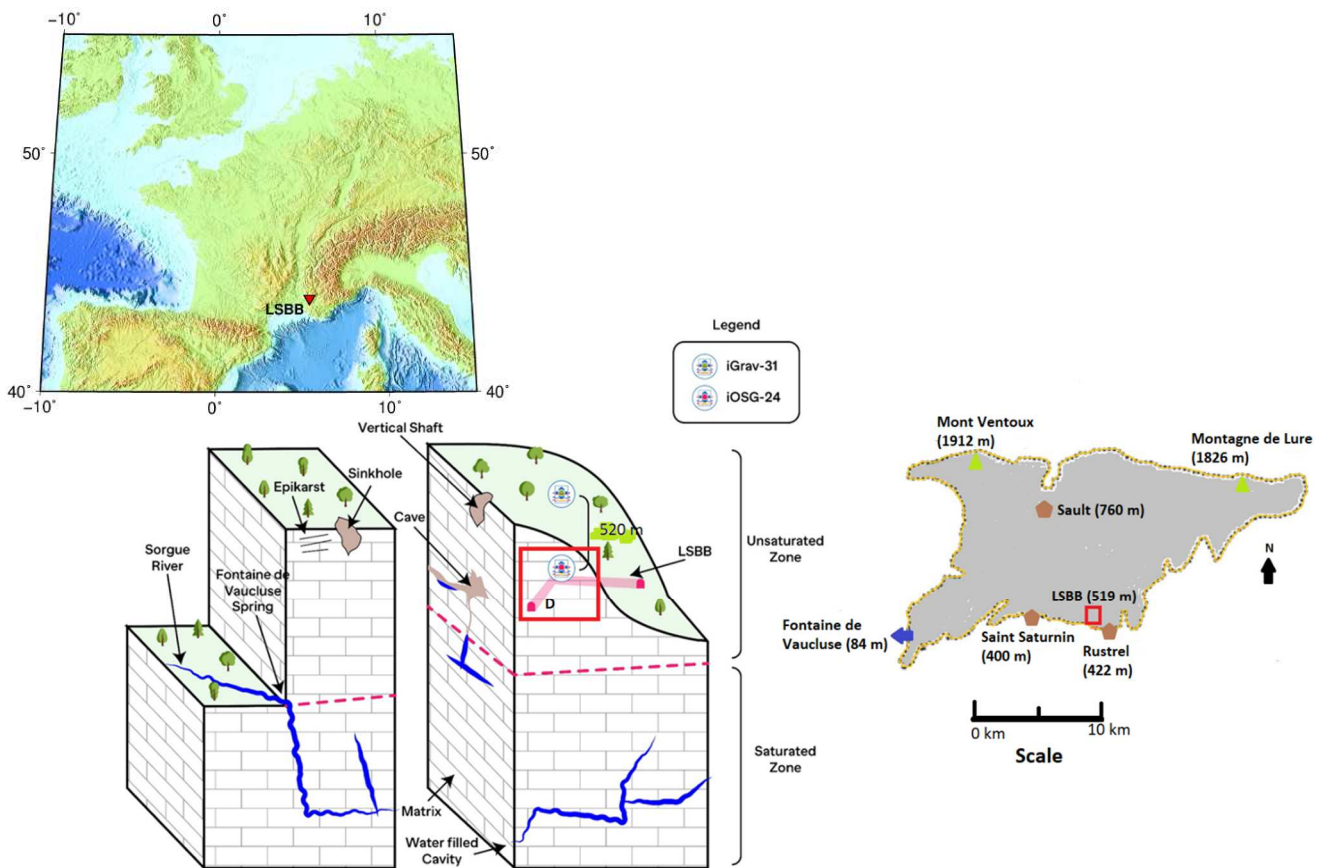 −10˚
0˚
10˚
50˚
50˚
LSBB
40˚
40˚
−10˚
0˚
10˚
Legend
iGrav-31
iOSG-24
Vertical Shaft
Sinkhole
Epikarst
Cave
520 m
LSBB
Unsaturated
Zone
Sorgue
River
Fontaine de
Vaucluse
Spring
D
Saturated
Zone
Matrix
Water filled
Cavity
Mont Ventoux
(1912 m)
Montagne de Lure
(1826 m)
Sault (760 m)
N
LSBB (519 m)
Fontaine de
Vaucluse (84 m)
Saint Saturnin
(400 m)
Rustrel
(422 m)
0 km
10 km
Scale